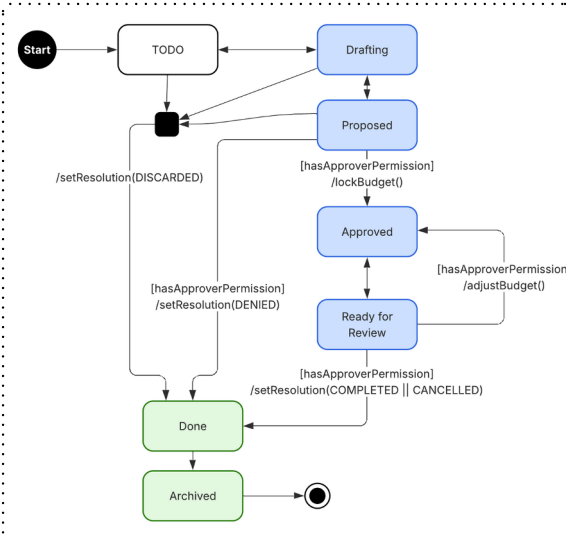 Start
TODO
Drafting
Proposed
/setResolution(DISCARDED)
[hasApproverPermission]
/lockBudget()
Approved
[hasApproverPermission
/adjustBudget()
[hasApproverPermission]
/setResolution(DENIED)
Ready for
Review
[hasApproverPermission]
/setResolution(COMPLETED || CANCELLED)
Done
Archived